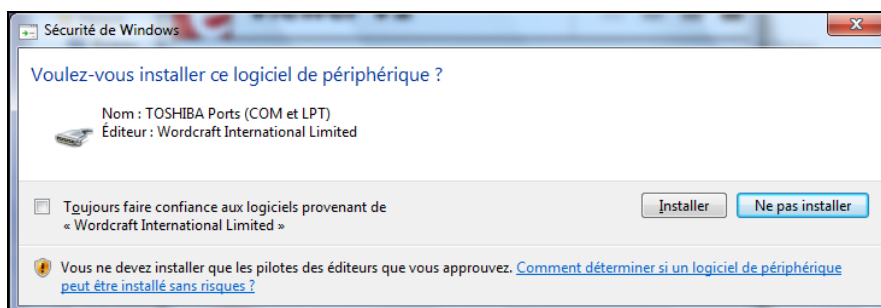 Sécurité de Windows
Voulez-vous installer ce logiciel de périphérique ?
Nom : TOSHIBA Ports (COM et LPT)
Éditeur : Wordcraft International Limited
Toujours faire confiance aux logiciels provenant de
« Wordcraft International Limited »
Installer
Ne pas installer
Vous ne devez installer que les pilotes des éditeurs que vous approuvez. Comment déterminer si un logiciel de périphérique
peut être installé sans risques ?